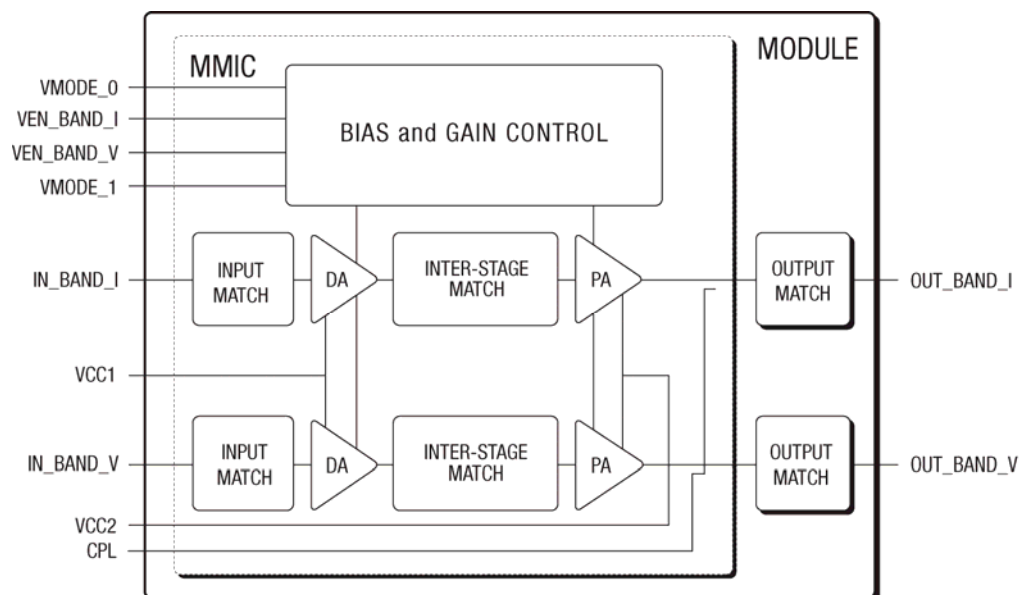 MMIC
MODULE
VMODE_0
VEN_BAND_I
VEN_BAND_V
VMODE_1
BIAS and GAIN CONTROL
IN_BAND_I
INPUT
MATCH
DA
INTER-STAGE
MATCH
PA
OUTPUT
MATCH
OUT_BAND_I
VCC1
IN_BAND_V
INPUT
MATCH
DA
INTER-STAGE
MATCH
PA
OUTPUT
MATCH
OUT_BAND_V
VCC2
CPL